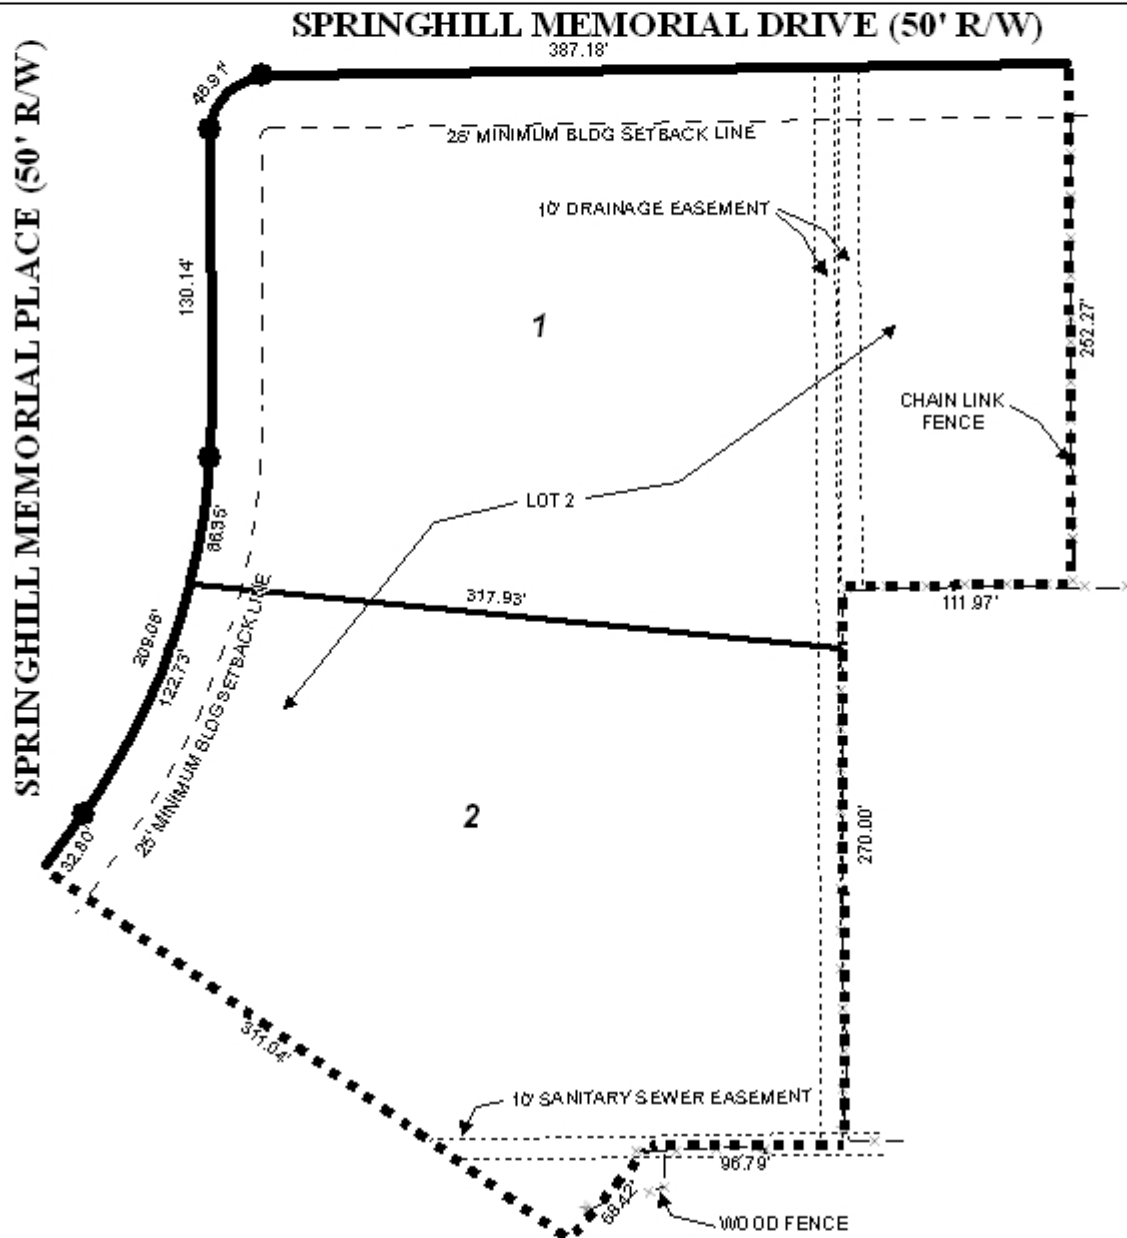 SPRINGHILL MEMORIAL DRIVE (50' R/W)
387.18'
46.91'
SPRINGHILL MEMORIAL PLACE (50' R/W)
25' MINIMUM BLDG SETBACK LINE
10' DRAINAGE EASEMENT
130.14'
1
252.27'
CHAIN LINK
FENCE
LOT 2
86.35'
317.93'
111.97'
209.08'
122.73'
25' MINIMUM BLDG SETBACK LINE
2
270.00'
32.80'
311.04'
10' SANITARY SEWER EASEMENT
96.79'
68.42'
WOOD FENCE